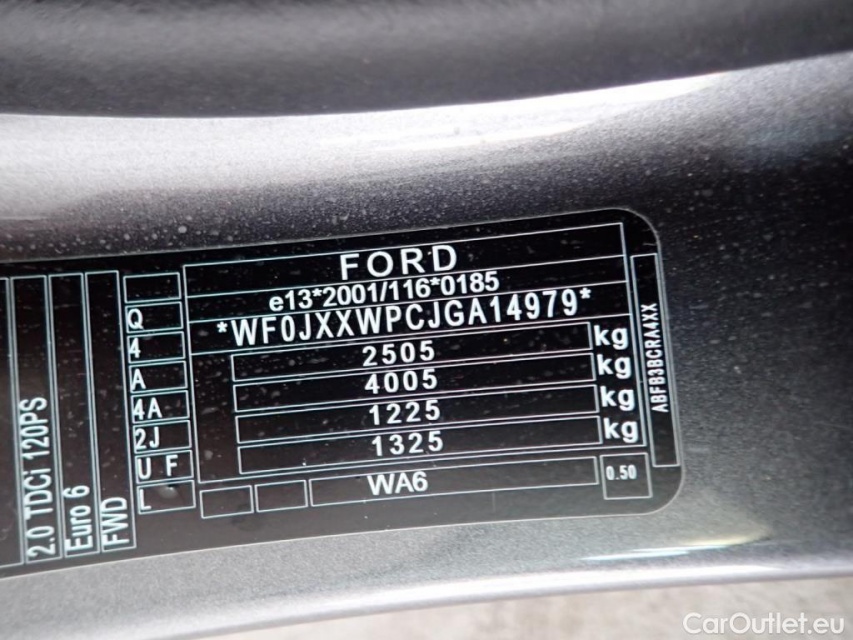 FORD
e13*2001/116*0185
*WF0JXXWPCJGA14979*
2505 kg
4005 kg
1225 kg
1325 kg
WA6
0.50
ABFB3BCRA4XX
Q
4
A
4A
2J
U F
L
2.0 TDCi 120PS
Euro 6
FWD
CarOutlet.eu